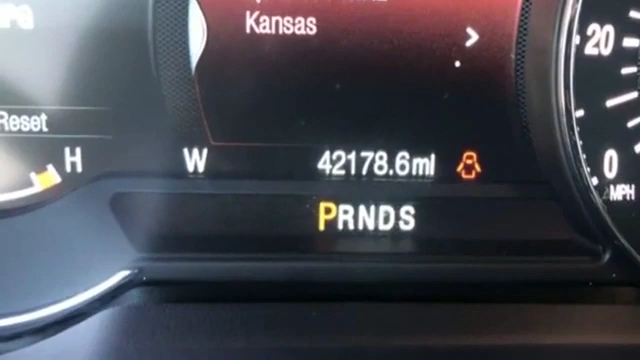 Kansas
>
20
Reset
H
W
42178.6mi
0
MPH
PRNDS